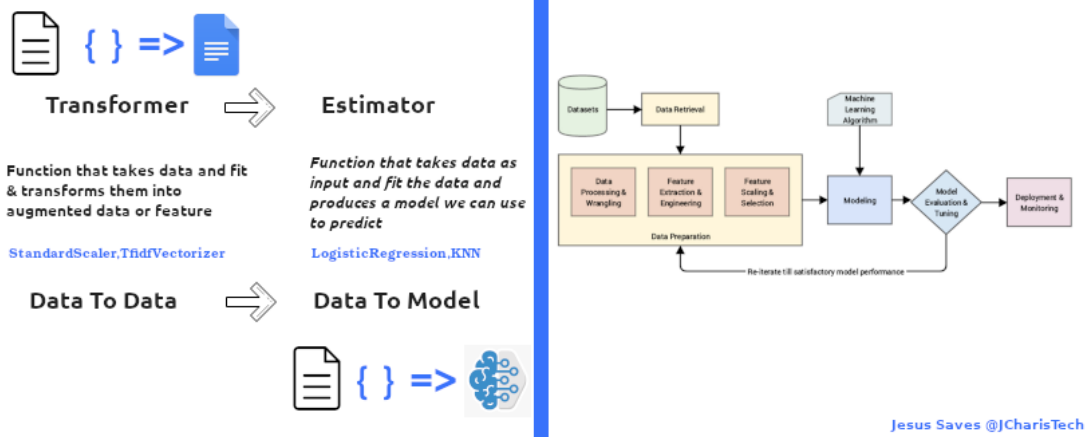 { } =>
Transformer
Estimator
Function that takes data and fit
& transforms them into
augmented data or feature
Function that takes data as
input and fit the data and
produces a model we can use
to predict
StandardScaler,TfidfVectorizer
LogisticRegression,KNN
Data To Data
Data To Model
{ } =>
Datasets
Data Retrieval
Machine
Learning
Algorithm
Data
Processing &
Wrangling
Feature
Extraction &
Engineering
Feature
Scaling &
Selection
Data Preparation
Modeling
Model
Evaluation &
Tuning
Deployment &
Monitoring
Re-iterate till satisfactory model performance
Jesus Saves @JCharisTech